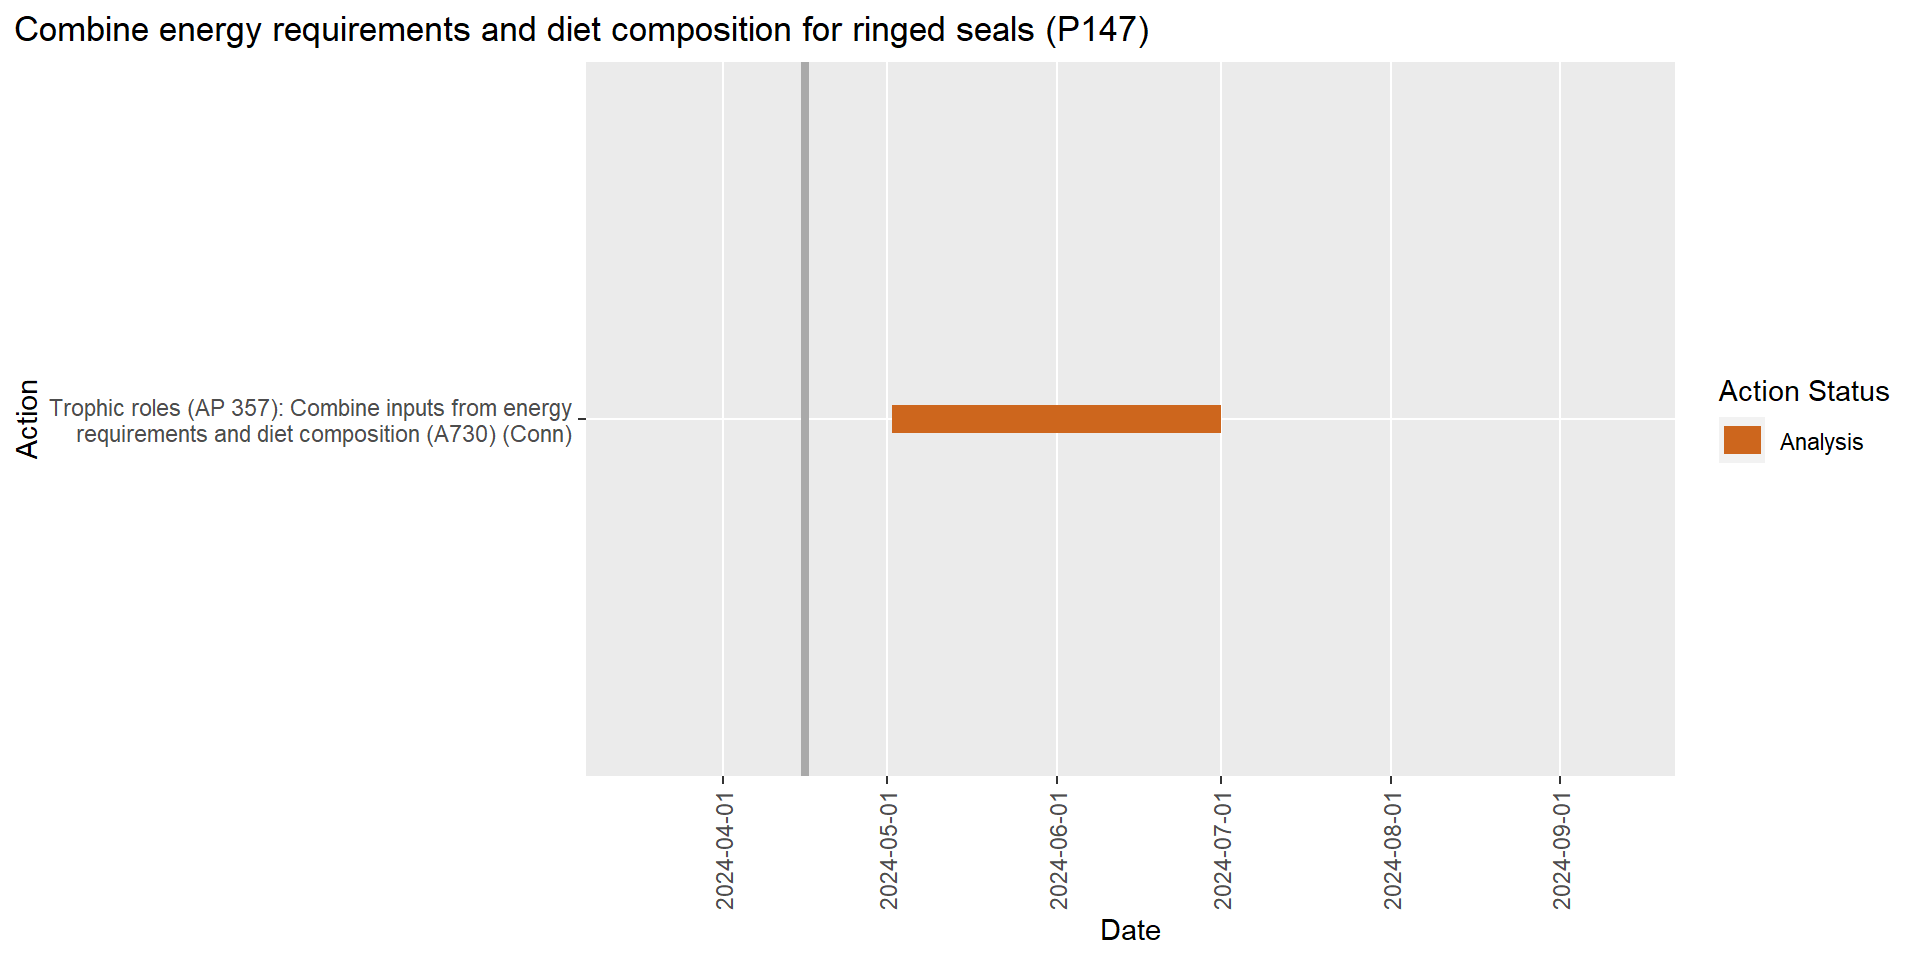 Combine energy requirements and diet composition for ringed seals (P147)
Action
Trophic roles (AP 357): Combine inputs from energy
requirements and diet composition (A730) (Conn)
Action Status
Analysis
2024-04-01
2024-05-01
2024-06-01
2024-07-01
2024-08-01
2024-09-01
Date